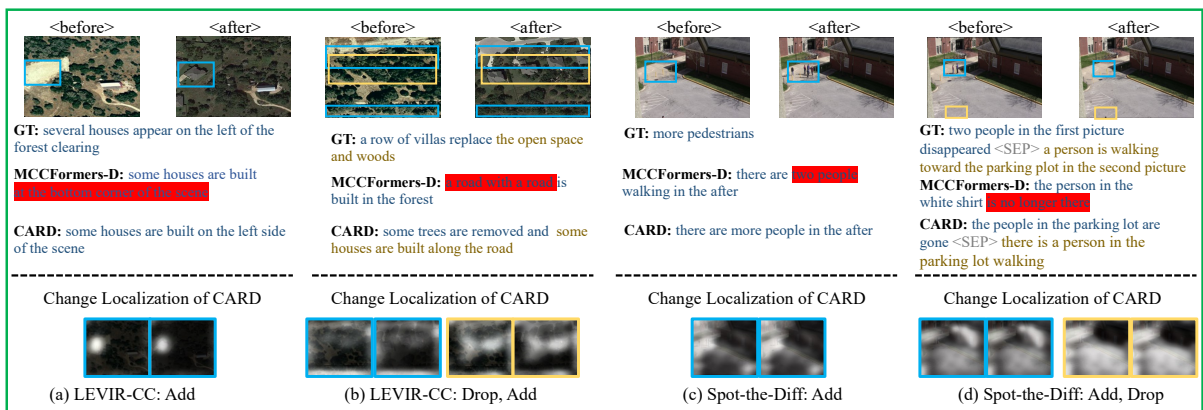 <before> <after>
GT: several houses appear on the left of the
forest clearing
MCCFormers-D: some houses are built
at the bottom corner of the scene
CARD: some houses are built on the left side
of the scene
Change Localization of CARD
(a) LEVIR-CC: Add
<before> <after>
GT: a row of villas replace the open space
and woods
MCCFormers-D: a road with a road is
built in the forest
CARD: some trees are removed and some
houses are built along the road
Change Localization of CARD
(b) LEVIR-CC: Drop, Add
<before> <after>
GT: more pedestrians
MCCFormers-D: there are two people
walking in the after
CARD: there are more people in the after
Change Localization of CARD
(c) Spot-the-Diff: Add
<before> <after>
GT: two people in the first picture
disappeared <SEP> a person is walking
toward the parking plot in the second picture
MCCFormers-D: the person in the
white shirt is no longer there
CARD: the people in the parking lot are
gone <SEP> there is a person in the
parking lot walking
Change Localization of CARD
(d) Spot-the-Diff: Add, Drop